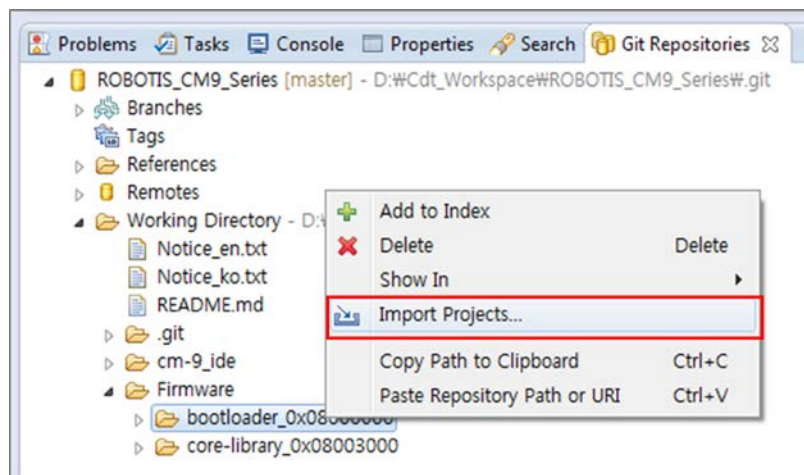 Problems Tasks Console Properties Search Git Repositories
ROBOTIS_CM9_Series [master] - D:₩Cdt_Workspace₩ROBOTIS_CM9_Series₩.git
Branches
Tags
References
Remotes
Working Directory - D:
Notice_en.txt
Notice_ko.txt
README.md
.git
cm-9_ide
Firmware
bootloader_0x08000000
core-library_0x08003000
Add to Index
Delete Delete
Show In
Import Projects...
Copy Path to Clipboard Ctrl+C
Paste Repository Path or URI Ctrl+V